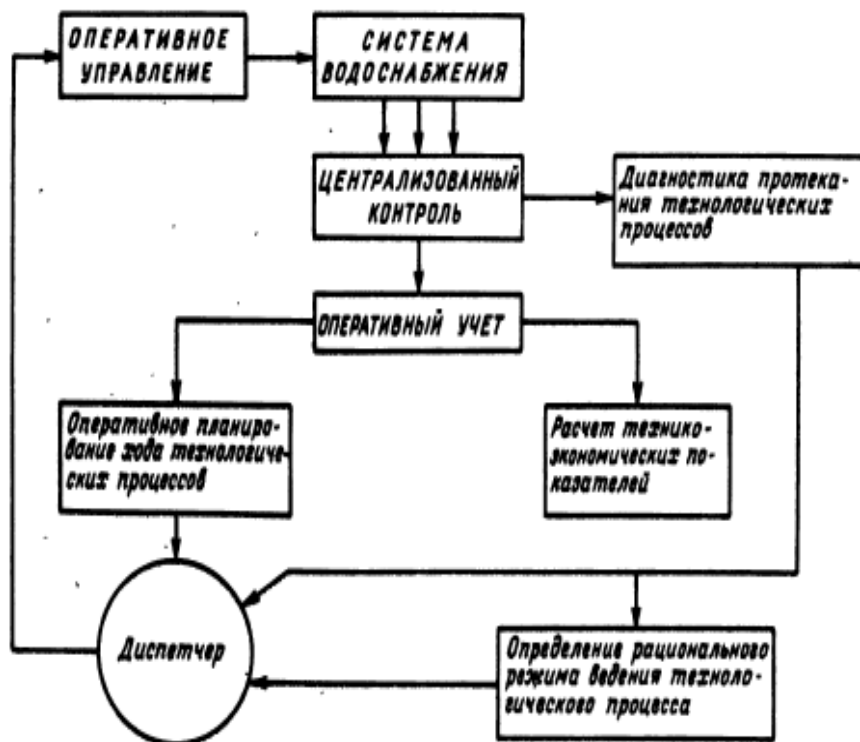 ОПЕРАТИВНОЕ
УПРАВЛЕНИЕ
СИСТЕМА
ВОДОСНАБЖЕНИЯ
ЦЕНТРАЛИЗОВАННЫЙ
КОНТРОЛЬ
Диагностика протека-
ния технологических
процессов
ОПЕРАТИВНЫЙ УЧЕТ
Оперативное планиро-
вание хода технологиче-
ских процессов
Расчет технико-
экономических по-
казателей
Диспетчер
Определение рационального
режима ведения техноло-
гического процесса